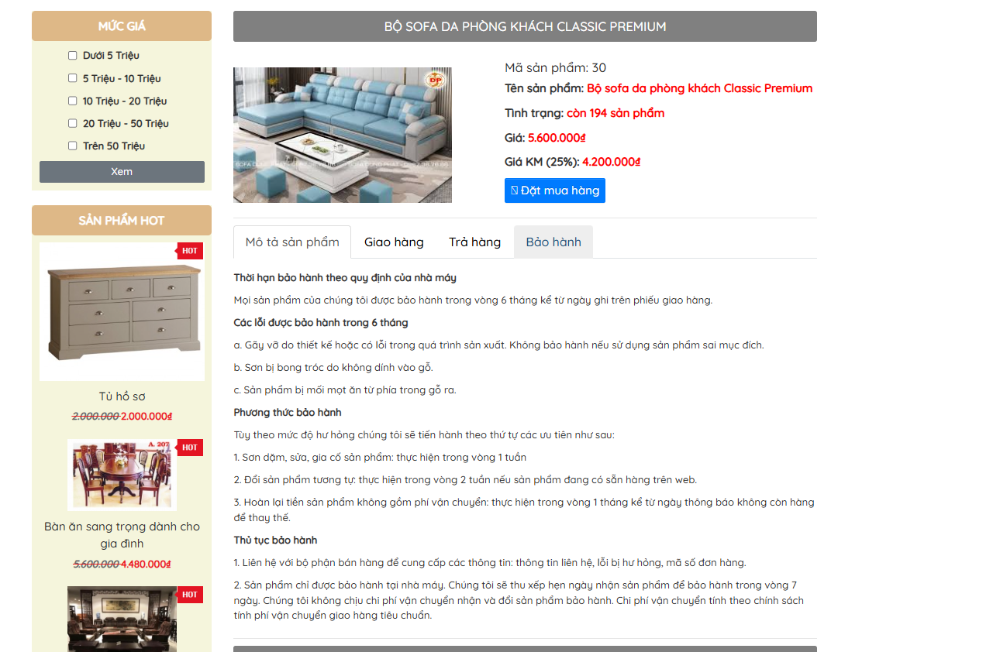 MỨC GIÁ
Dưới 5 Triệu
5 Triệu - 10 Triệu
10 Triệu - 20 Triệu
20 Triệu - 50 Triệu
Trên 50 Triệu
Xem
SẢN PHẨM HOT
HOT
Tủ hồ sơ
2.000.000 2.000.000₫
A. 207
HOT
Bàn ăn sang trọng dành cho
gia đình
5.600.000 4.480.000₫
HOT
BỘ SOFA DA PHÒNG KHÁCH CLASSIC PREMIUM
DP
Mã sản phẩm: 30
Tên sản phẩm: Bộ sofa da phòng khách Classic Premium
Tình trạng: còn 194 sản phẩm
Giá: 5.600.000₫
Giá KM (25%): 4.200.000₫
Đặt mua hàng
Mô tả sản phẩm
Giao hàng
Trả hàng
Bảo hành
Thời hạn bảo hành theo quy định của nhà máy
Mọi sản phẩm của chúng tôi được bảo hành trong vòng 6 tháng kể từ ngày ghi trên phiếu giao hàng.
Các lỗi được bảo hành trong 6 tháng
a. Gãy vỡ do thiết kế hoặc có lỗi trong quá trình sản xuất. Không bảo hành nếu sử dụng sản phẩm sai mục đích.
b. Sơn bị bong tróc do không dính vào gỗ.
c. Sản phẩm bị mối mọt ăn từ phía trong gỗ ra.
Phương thức bảo hành
Tùy theo mức độ hư hỏng chúng tôi sẽ tiến hành theo thứ tự các ưu tiên như sau:
1. Sơn dặm, sửa, gia cố sản phẩm: thực hiện trong vòng 1 tuần
2. Đổi sản phẩm tương tự: thực hiện trong vòng 2 tuần nếu sản phẩm đang có sẵn hàng trên web.
3. Hoàn lại tiền sản phẩm không gồm phí vận chuyển: thực hiện trong vòng 1 tháng kể từ ngày thông báo không còn hàng
để thay thế.
Thủ tục bảo hành
1. Liên hệ với bộ phận bán hàng để cung cấp các thông tin: thông tin liên hệ, lỗi bị hư hỏng, mã số đơn hàng.
2. Sản phẩm chỉ được bảo hành tại nhà máy. Chúng tôi sẽ thu xếp hẹn ngày nhận sản phẩm để bảo hành trong vòng 7
ngày. Chúng tôi không chịu chi phí vận chuyển nhận và đổi sản phẩm bảo hành. Chi phí vận chuyển tính theo chính sách
tính phí vận chuyển giao hàng tiêu chuẩn.